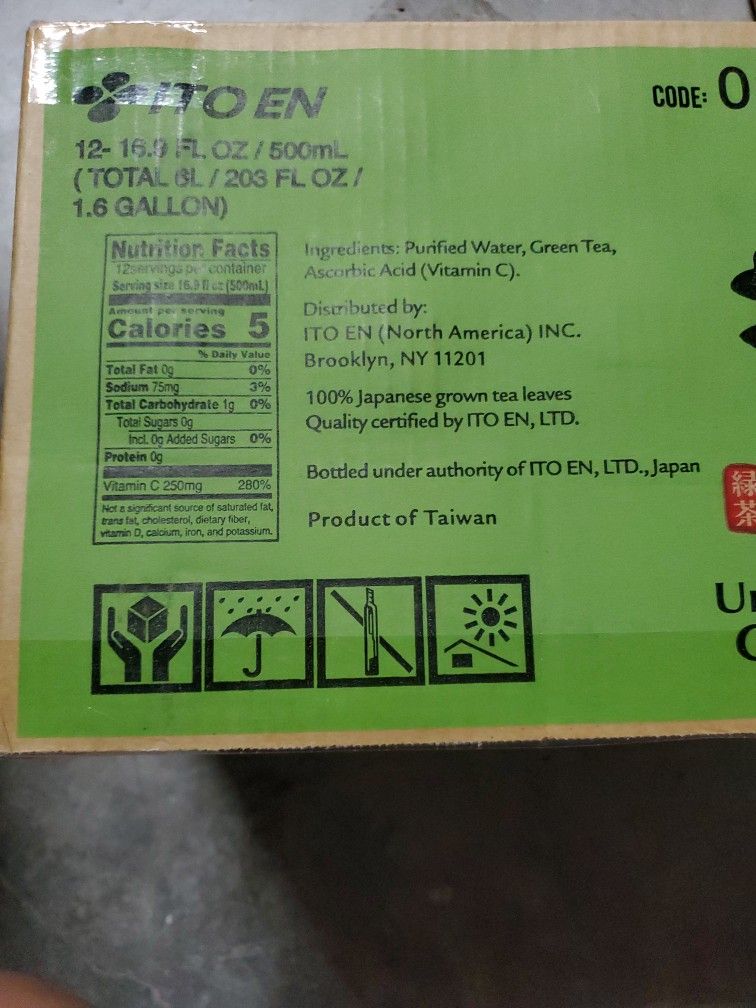 ITO EN
CODE: 0
12- 16.9 FL OZ / 500mL
( TOTAL 6L / 203 FL OZ /
1.6 GALLON)
Nutrition Facts
12servings per container
Serving size 16.9 fl oz (500mL)
Amount per serving
Calories 5
% Daily Value
Total Fat 0g 0%
Sodium 75mg 3%
Total Carbohydrate 1g 0%
Total Sugars 0g
Incl. 0g Added Sugars 0%
Protein 0g
Vitamin C 250mg 280%
Not a significant source of saturated fat,
trans fat, cholesterol, dietary fiber,
vitamin D, calcium, iron, and potassium.
Ingredients: Purified Water, Green Tea,
Ascorbic Acid (Vitamin C).
Distributed by:
ITO EN (North America) INC.
Brooklyn, NY 11201
100% Japanese grown tea leaves
Quality certified by ITO EN, LTD.
Bottled under authority of ITO EN, LTD., Japan
Product of Taiwan
緑茶